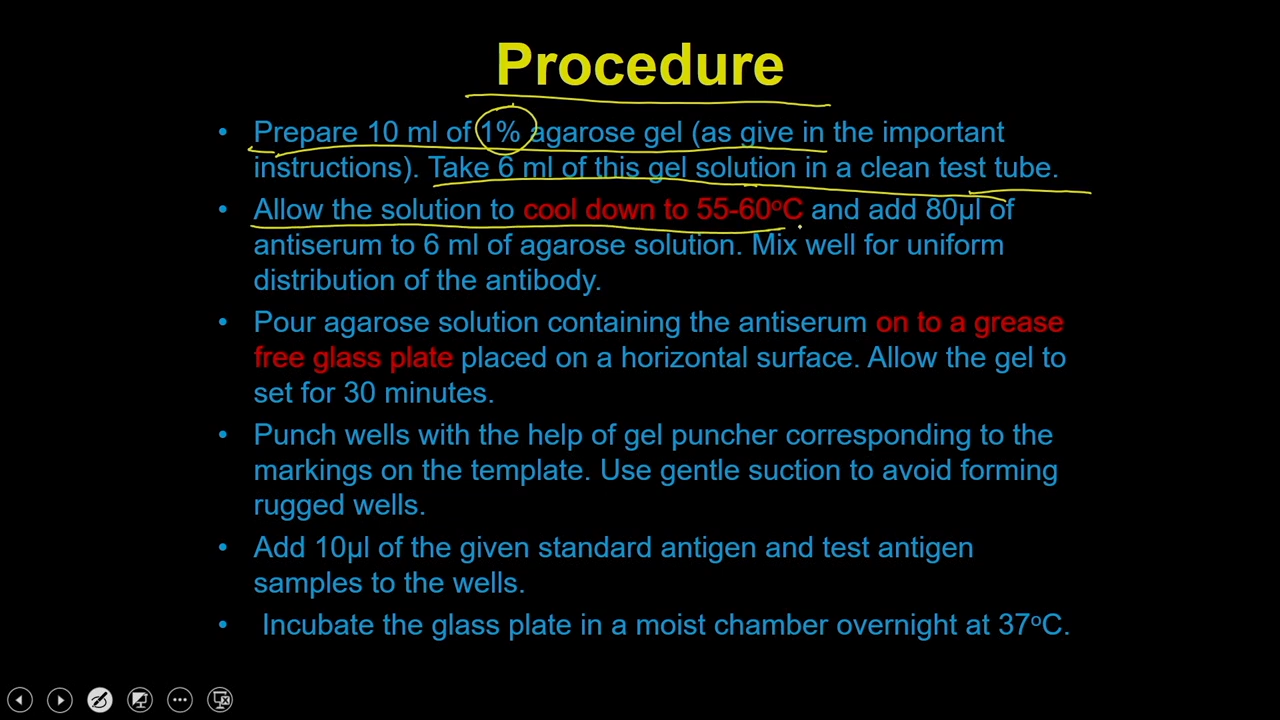 Procedure
• Prepare 10 ml of 1% agarose gel (as give in the important
instructions). Take 6 ml of this gel solution in a clean test tube.
• Allow the solution to cool down to 55-60°C and add 80µl of
antiserum to 6 ml of agarose solution. Mix well for uniform
distribution of the antibody.
• Pour agarose solution containing the antiserum on to a grease
free glass plate placed on a horizontal surface. Allow the gel to
set for 30 minutes.
• Punch wells with the help of gel puncher corresponding to the
markings on the template. Use gentle suction to avoid forming
rugged wells.
• Add 10µl of the given standard antigen and test antigen
samples to the wells.
• Incubate the glass plate in a moist chamber overnight at 37°C.